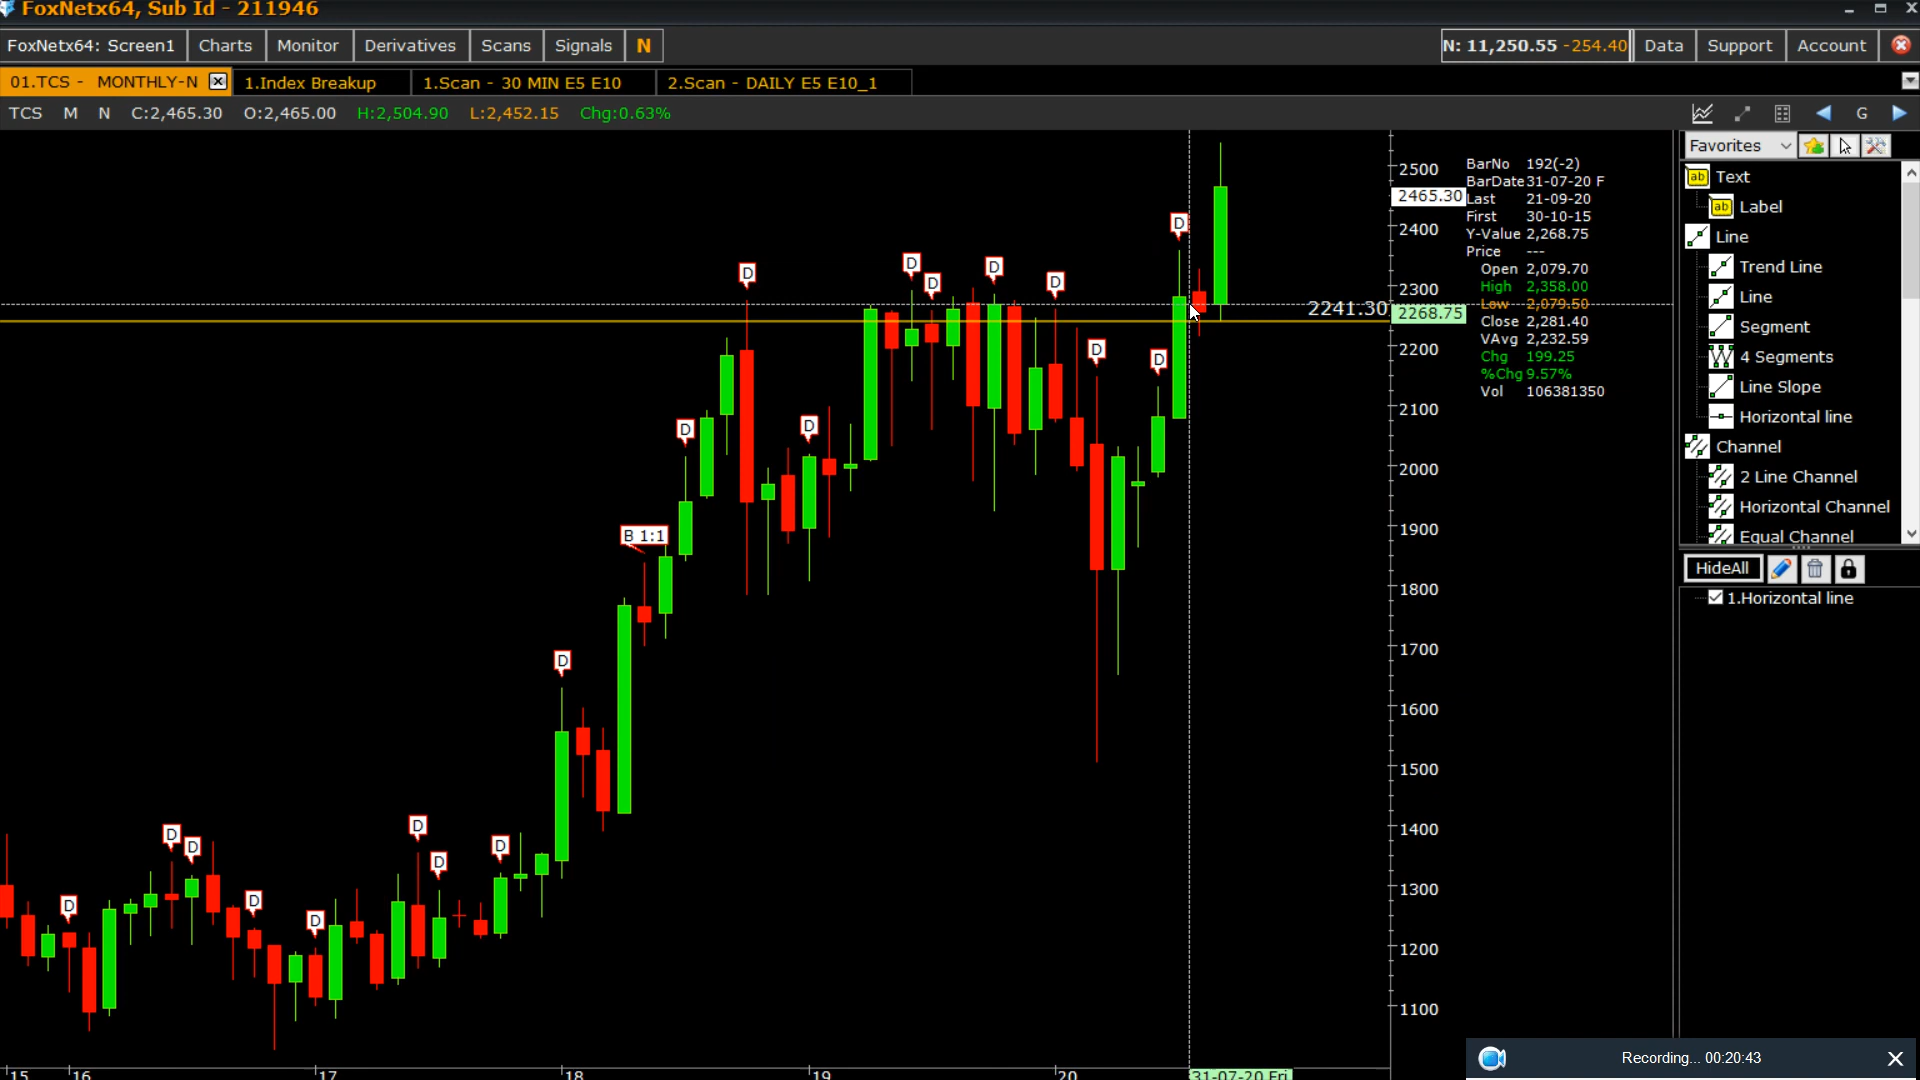 FoxNetx64, Sub Id - 211946
FoxNetx64: Screen1 Charts Monitor Derivatives Scans Signals N N: 11,250.55 -254.40 Data Support Account
01.TCS - MONTHLY-N 1.Index Breakup 1.Scan - 30 MIN E5 E10 2.Scan - DAILY E5 E10_1
TCS M N C:2,465.30 O:2,465.00 H:2,504.90 L:2,452.15 Chg:0.63% G
Favorites
Text
Label
Line
Trend Line
Line
Segment
4 Segments
Line Slope
Horizontal line
Channel
2 Line Channel
Horizontal Channel
Equal Channel
HideAll
1.Horizontal line
BarNo 192(-2)
BarDate 31-07-20 F
Last 21-09-20
First 30-10-15
Y-Value 2,268.75
Price ---
Open 2,079.70
High 2,358.00
Low 2,079.50
Close 2,281.40
VAvg 2,232.59
Chg 199.25
%Chg 9.57%
Vol 106381350
2500
2465.30
2400
2300
2241.30
2268.75
2200
2100
2000
1900
1800
1700
1600
1500
1400
1300
1200
1100
D
D
D
D
D
D
D
D
D
D
B 1:1
D
D
D
D
D
D
D
D
D
D
D
15 16 17 18 19 20 31-07-20 Fri
Recording... 00:20:43